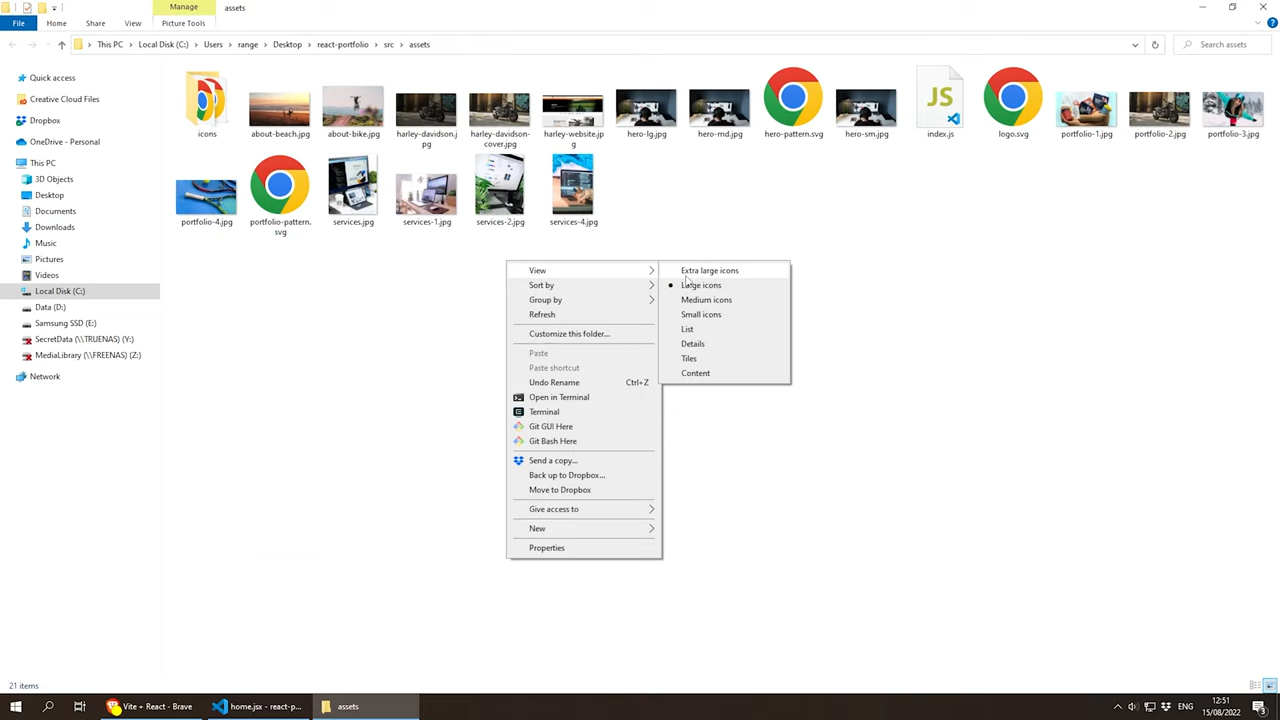 Manage
assets
File
Home
Share
View
Picture Tools
This PC
Local Disk (C:)
Users
range
Desktop
react-portfolio
src
assets
Search assets
Quick access
Creative Cloud Files
Dropbox
OneDrive - Personal
This PC
3D Objects
Desktop
Documents
Downloads
Music
Pictures
Videos
Local Disk (C:)
Data (D:)
Samsung SSD (E:)
SecretData (\\TRUENAS) (Y:)
MediaLibrary (\\FREENAS) (Z:)
Network
JS
icons
about-beach.jpg
about-bike.jpg
harley-davidson.j
pg
harley-davidson-
cover.jpg
harley-website.jp
g
hero-lg.jpg
hero-md.jpg
hero-pattern.svg
hero-sm.jpg
index.js
logo.svg
portfolio-1.jpg
portfolio-2.jpg
portfolio-3.jpg
portfolio-4.jpg
portfolio-pattern.
svg
services.jpg
services-1.jpg
services-2.jpg
services-4.jpg
View
Sort by
Group by
Refresh
Customize this folder...
Paste
Paste shortcut
Undo Rename Ctrl+Z
Open in Terminal
Terminal
Git GUI Here
Git Bash Here
Send a copy...
Back up to Dropbox...
Move to Dropbox
Give access to
New
Properties
Extra large icons
Large icons
Medium icons
Small icons
List
Details
Tiles
Content
21 items
Vite + React - Brave
home.jsx - react-p...
assets
ENG
12:51
15/08/2022
3